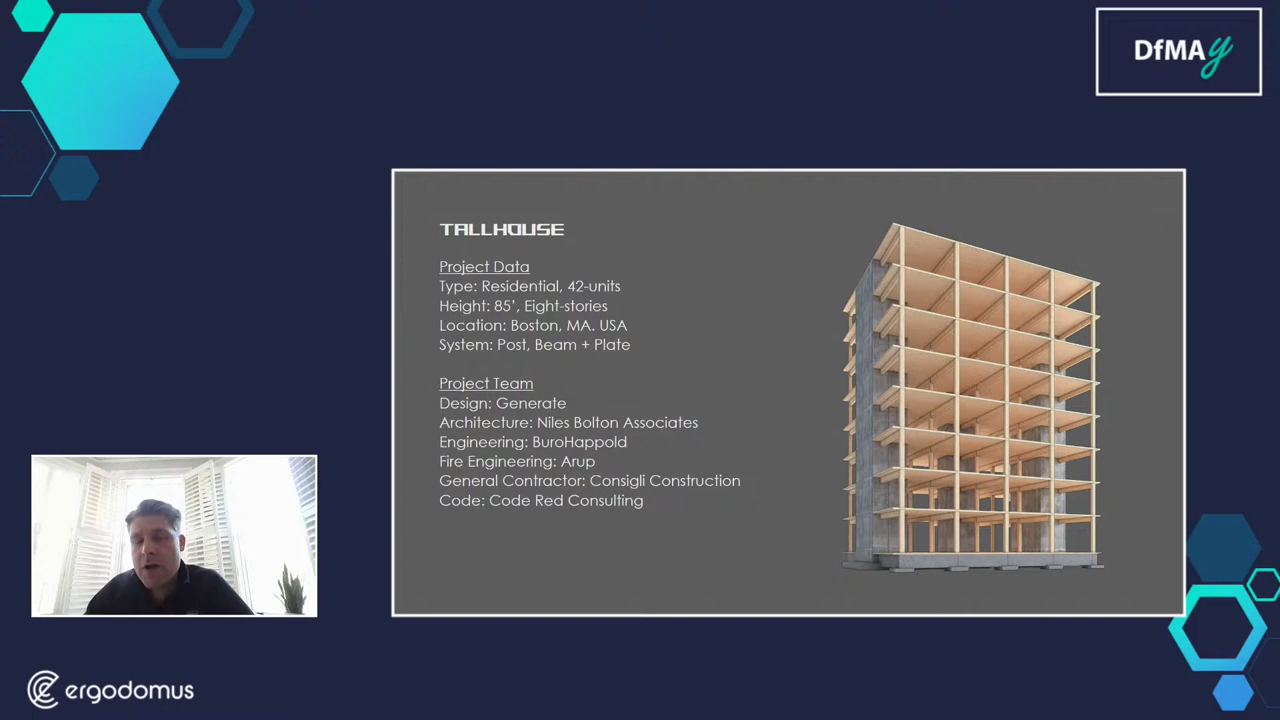 DfMAy
TALLHOUSE
Project Data
Type: Residential, 42-units
Height: 85’, Eight-stories
Location: Boston, MA. USA
System: Post, Beam + Plate
Project Team
Design: Generate
Architecture: Niles Bolton Associates
Engineering: BuroHappold
Fire Engineering: Arup
General Contractor: Consigli Construction
Code: Code Red Consulting
ergodomus